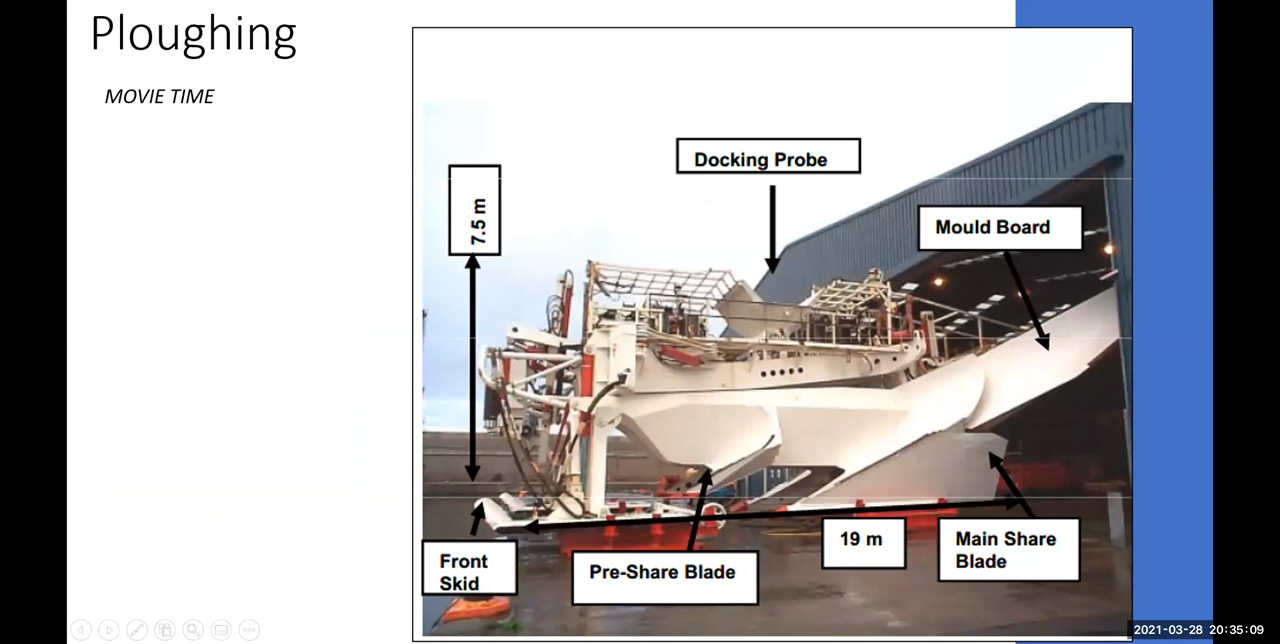 Ploughing
MOVIE TIME
Docking Probe
7.5 m
Mould Board
19 m
Main Share
Blade
Front
Skid
Pre-Share Blade
2021-03-28 20:35:09